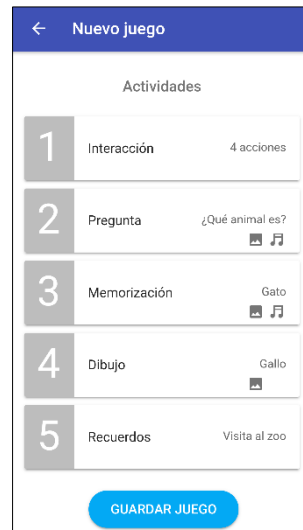 Nuevo juego
Actividades
1
Interacción
4 acciones
2
Pregunta
¿Qué animal es?
3
Memorización
Gato
4
Dibujo
Gallo
5
Recuerdos
Visita al zoo
GUARDAR JUEGO